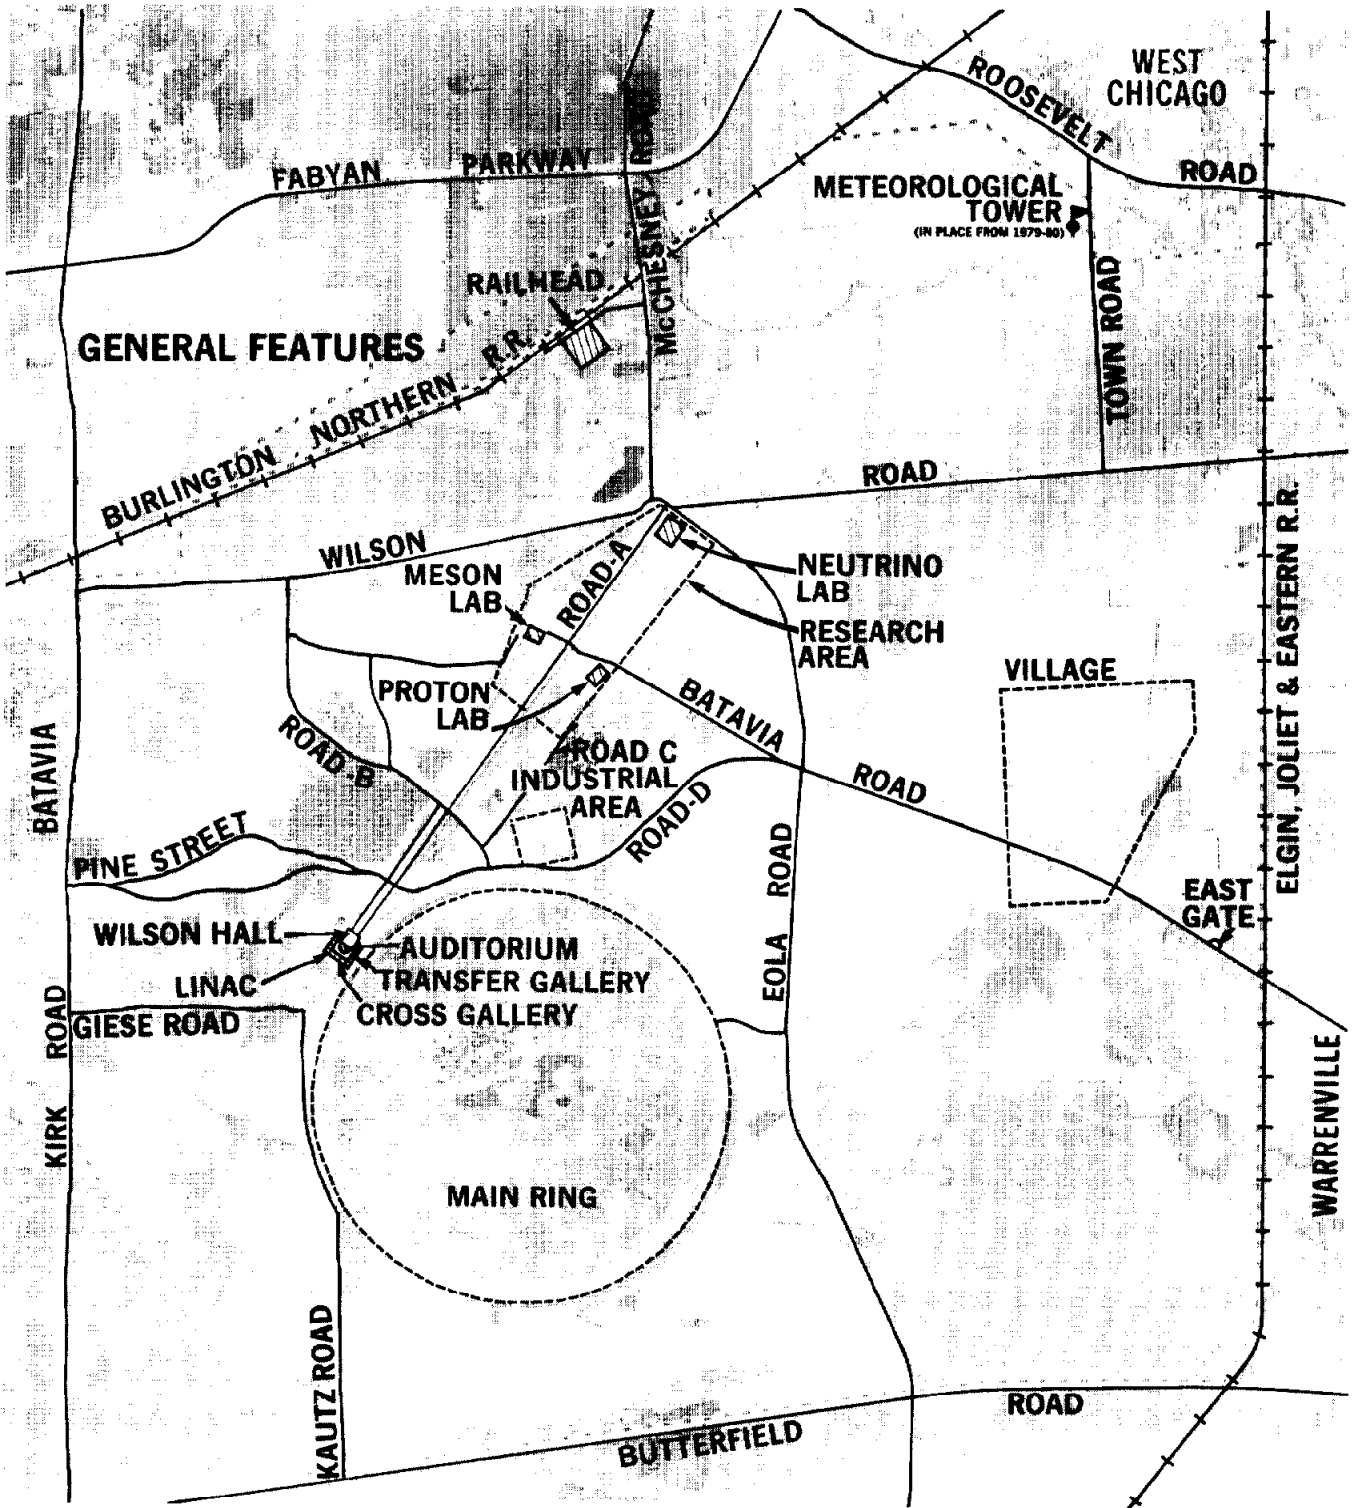 WEST
CHICAGO
ROOSEVELT
ROAD
FABYAN
PARKWAY
McCHESNEY ROAD
METEOROLOGICAL
TOWER
(IN PLACE FROM 1979-80)
RAILHEAD
TOWN ROAD
GENERAL FEATURES
BURLINGTON
NORTHERN
R.R.
WILSON
ROAD
MESON
LAB
ROAD-A
NEUTRINO
LAB
RESEARCH
AREA
ELGIN, JOLIET & EASTERN R.R.
VILLAGE
PROTON
LAB
BATAVIA
ROAD
BATAVIA
ROAD-B
ROAD C
INDUSTRIAL
AREA
ROAD-D
PINE STREET
EOLA ROAD
EAST
GATE
WILSON HALL
AUDITORIUM
LINAC
TRANSFER GALLERY
CROSS GALLERY
GIESE ROAD
KIRK ROAD
WARRENVILLE
MAIN RING
KAUTZ ROAD
BUTTERFIELD
ROAD